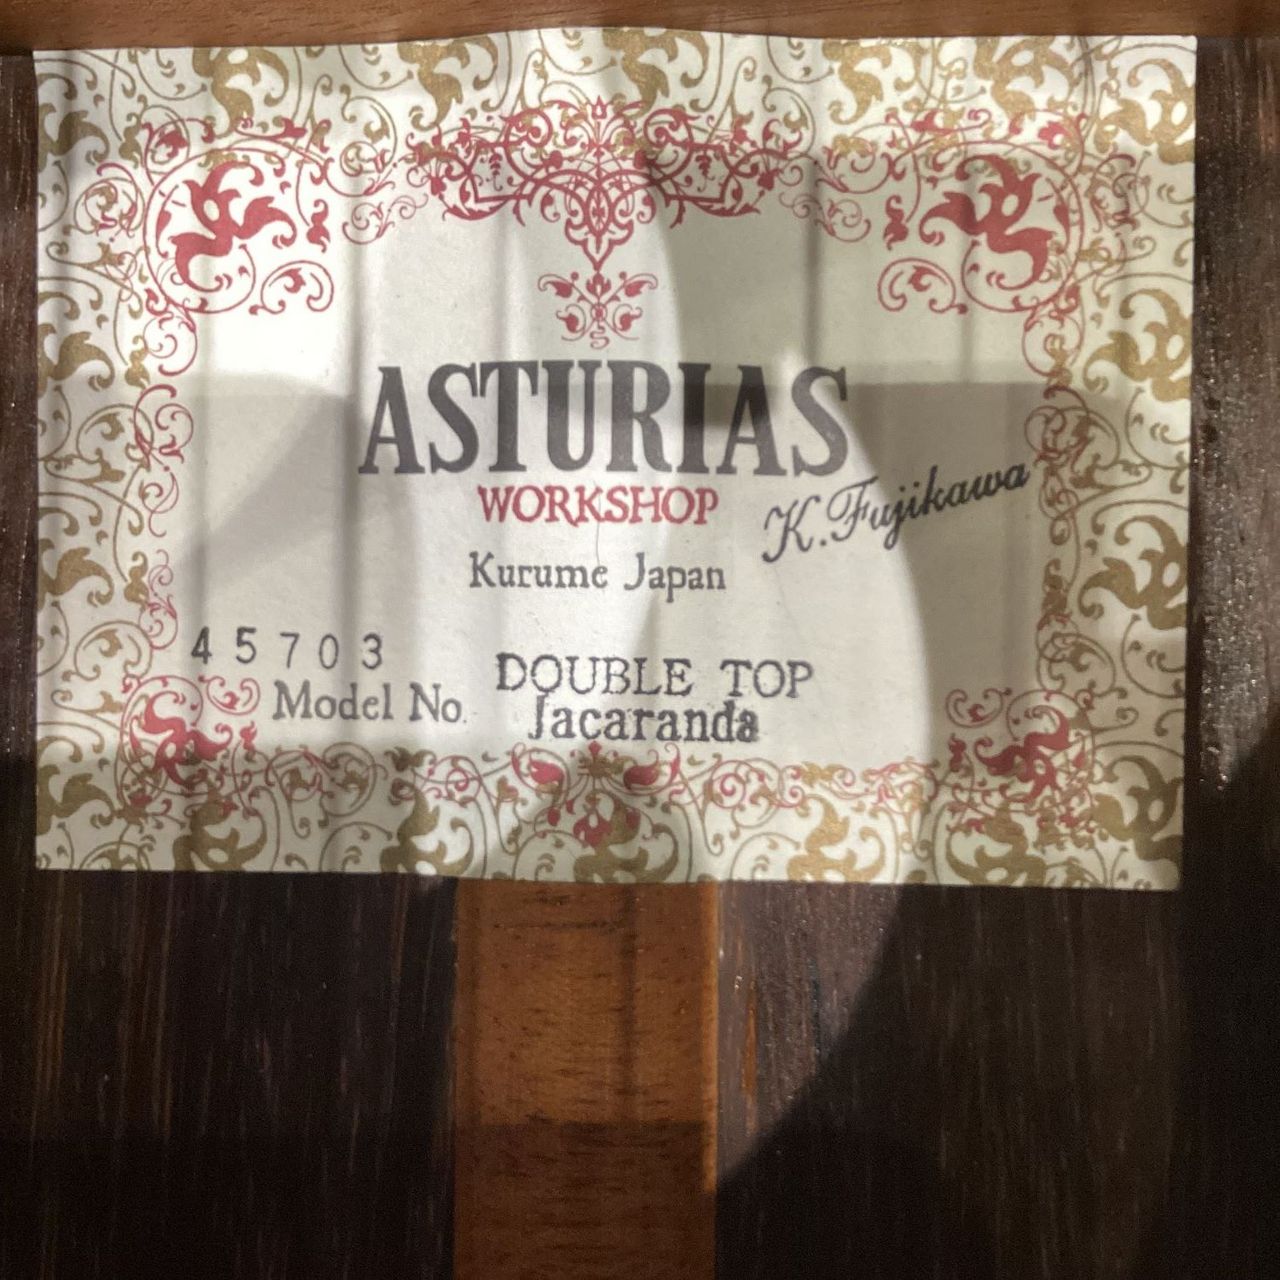 ASTURIAS
WORKSHOP
K.Fujikawa
Kurume Japan
45703
Model No. DOUBLE TOP
Jacaranda